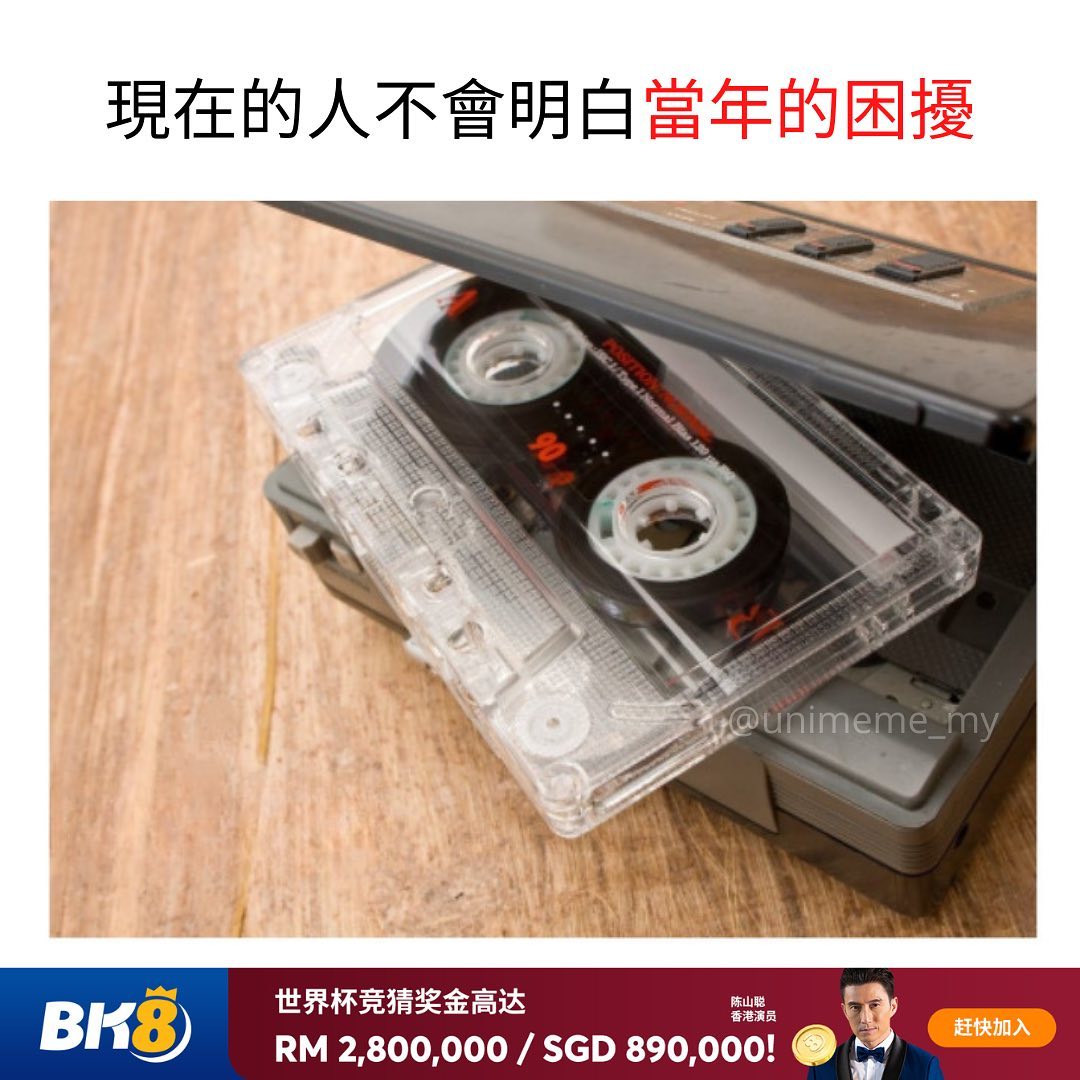 現在的人不會明白當年的困擾
A
POSITION NORMAL
90
@unimeme_my
BK8
世界杯竞猜奖金高达
RM 2,800,000 / SGD 890,000!
陈山聪
香港演员
赶快加入